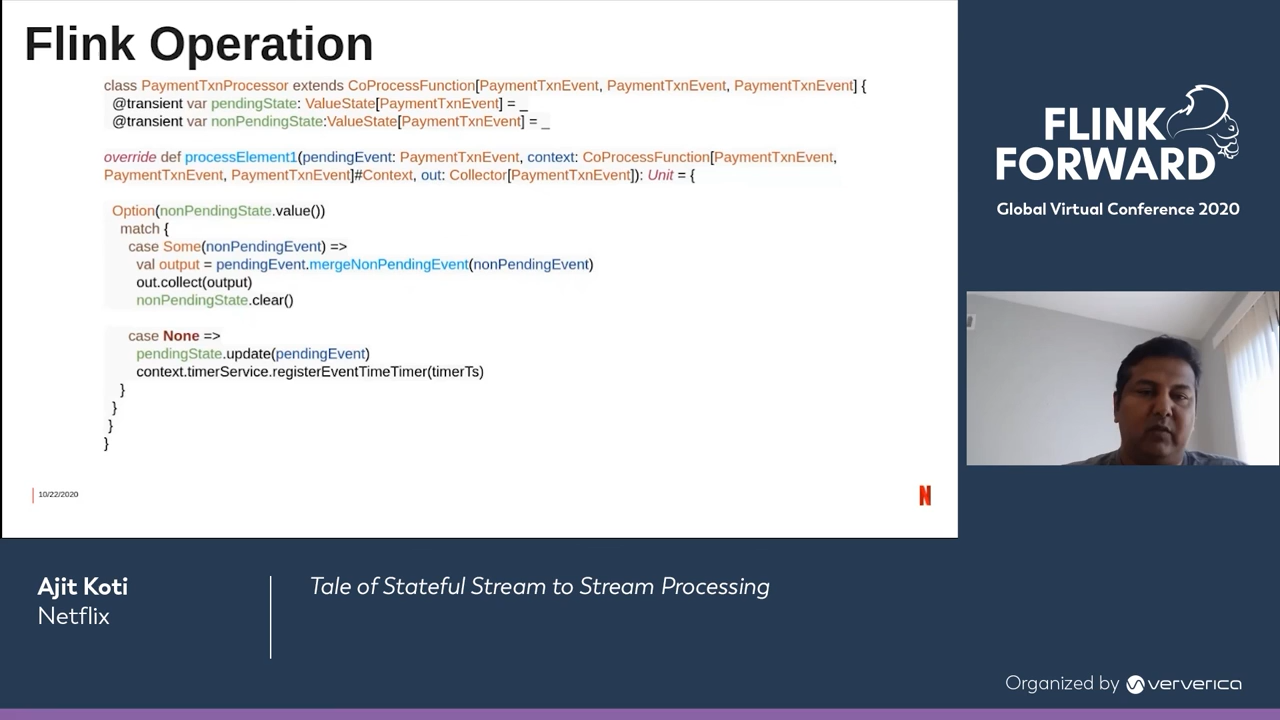 Flink Operation
class PaymentTxnProcessor extends CoProcessFunction[PaymentTxnEvent, PaymentTxnEvent, PaymentTxnEvent] {
@transient var pendingState: ValueState[PaymentTxnEvent] = _
@transient var nonPendingState:ValueState[PaymentTxnEvent] = _
override def processElement1(pendingEvent: PaymentTxnEvent, context: CoProcessFunction[PaymentTxnEvent,
PaymentTxnEvent, PaymentTxnEvent]#Context, out: Collector[PaymentTxnEvent]): Unit = {
Option(nonPendingState.value())
match {
case Some(nonPendingEvent) =>
val output = pendingEvent.mergeNonPendingEvent(nonPendingEvent)
out.collect(output)
nonPendingState.clear()
case None =>
pendingState.update(pendingEvent)
context.timerService.registerEventTimeTimer(timerTs)
}
}
}
}
10/22/2020
N
FLINK
FORWARD
Global Virtual Conference 2020
Ajit Koti
Netflix
Tale of Stateful Stream to Stream Processing
Organized by ververica